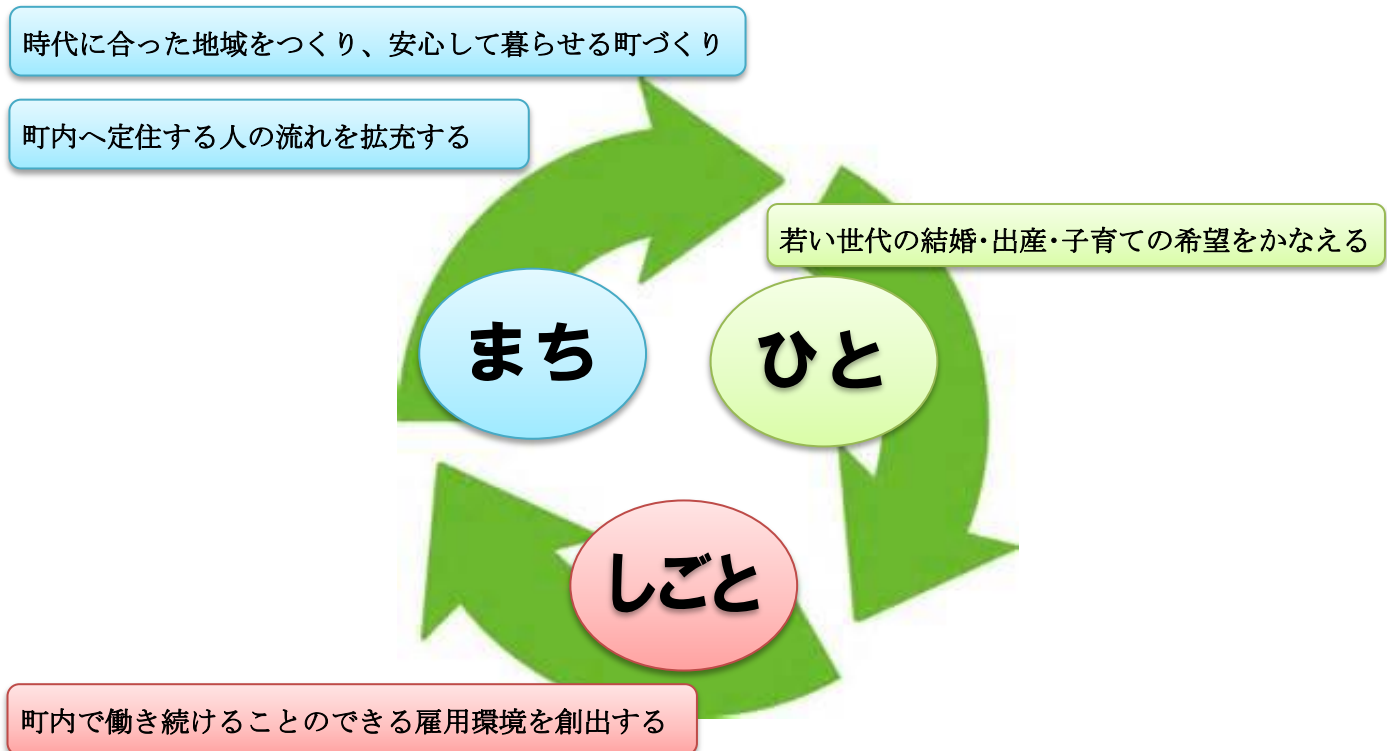 時代に合った地域をつくり、安心して暮らせる町づくり
町内へ定住する人の流れを拡充する
若い世代の結婚・出産・子育ての希望をかなえる
まち
ひと
しごと
町内で働き続けることのできる雇用環境を創出する